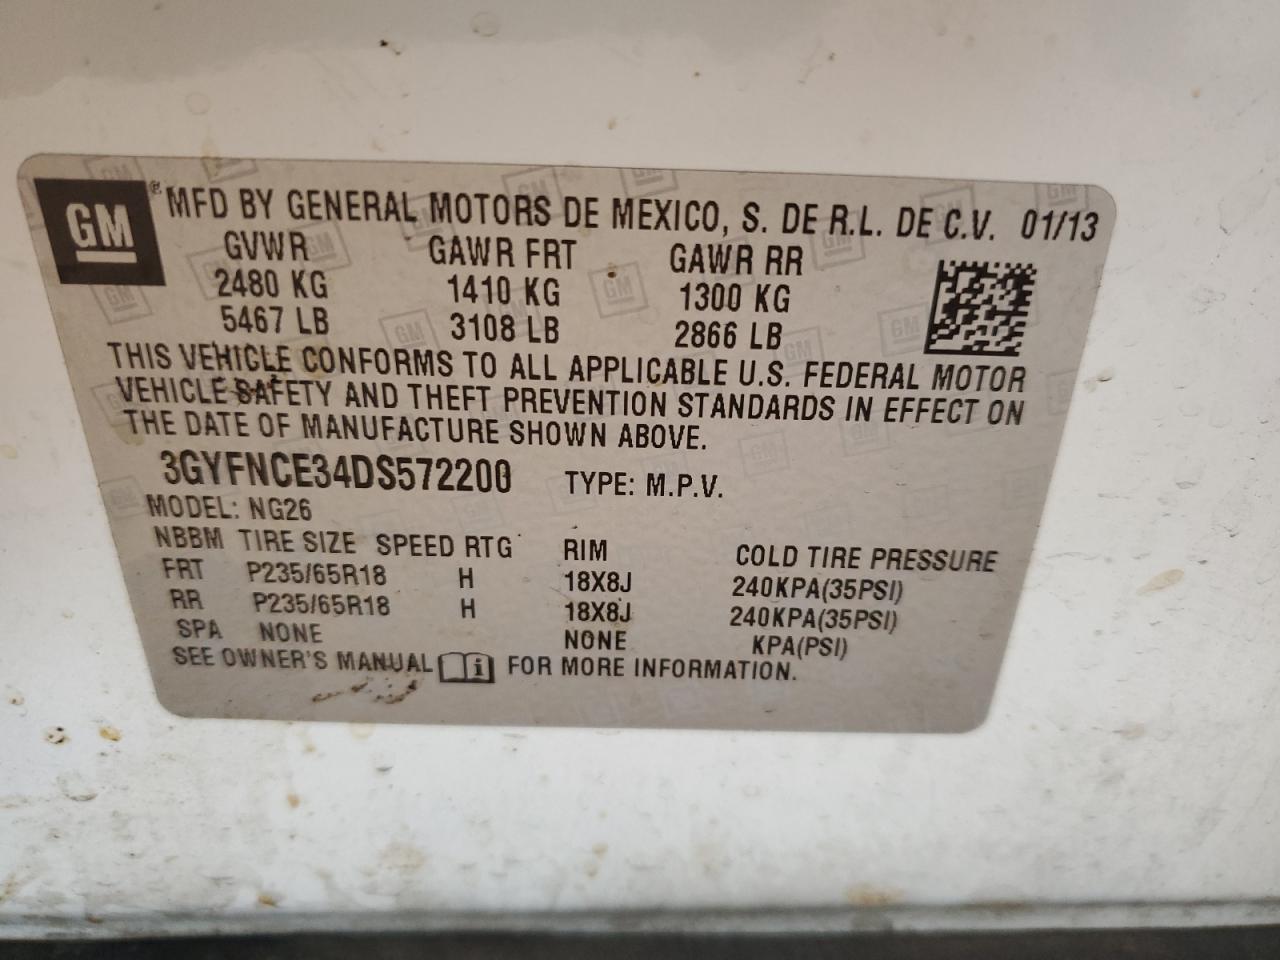 GM ® MFD BY GENERAL MOTORS DE MEXICO, S. DE R.L. DE C.V. 01/13
GVWR GAWR FRT GAWR RR
2480 KG 1410 KG 1300 KG
5467 LB 3108 LB 2866 LB
THIS VEHICLE CONFORMS TO ALL APPLICABLE U.S. FEDERAL MOTOR
VEHICLE SAFETY AND THEFT PREVENTION STANDARDS IN EFFECT ON
THE DATE OF MANUFACTURE SHOWN ABOVE.
3GYFNCE34DS572200 TYPE: M.P.V.
MODEL: NG26
NBBM TIRE SIZE SPEED RTG RIM COLD TIRE PRESSURE
FRT P235/65R18 H 18X8J 240KPA(35PSI)
RR P235/65R18 H 18X8J 240KPA(35PSI)
SPA NONE NONE KPA(PSI)
SEE OWNER'S MANUAL FOR MORE INFORMATION.